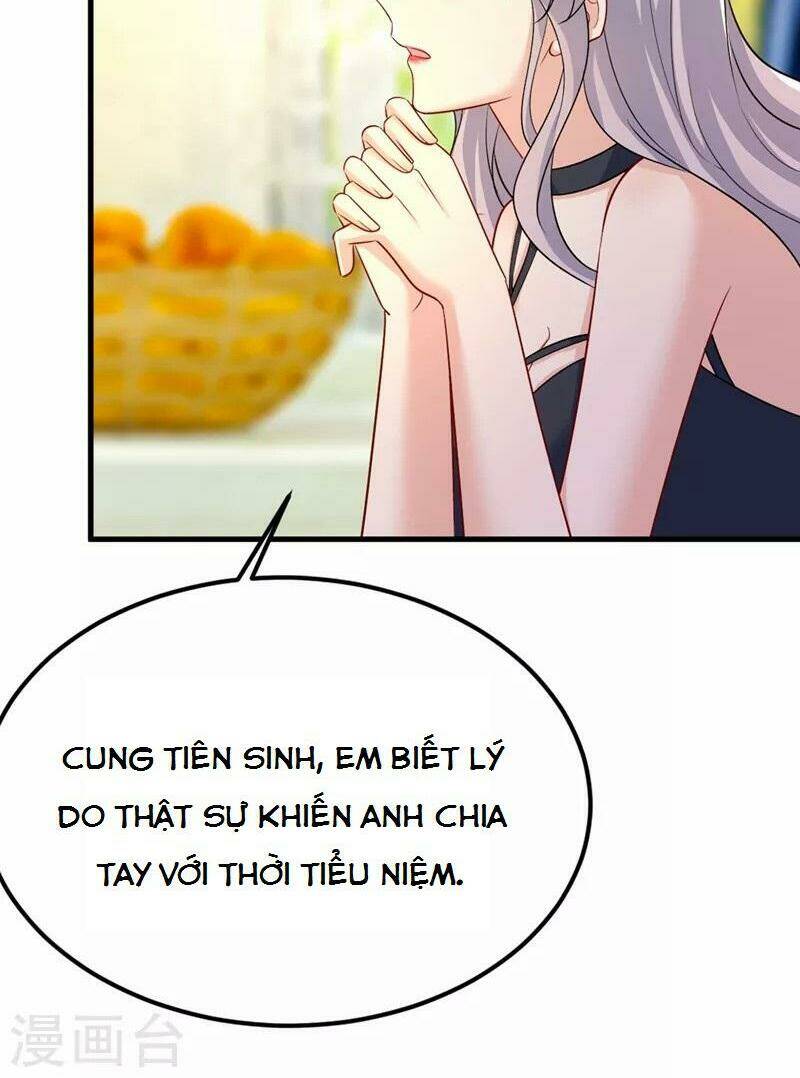 CUNG TIÊN SINH, EM BIẾT LÝ
DO THẬT SỰ KHIẾN ANH CHIA
TAY VỚI THỜI TIỂU NIỆM.
漫画台